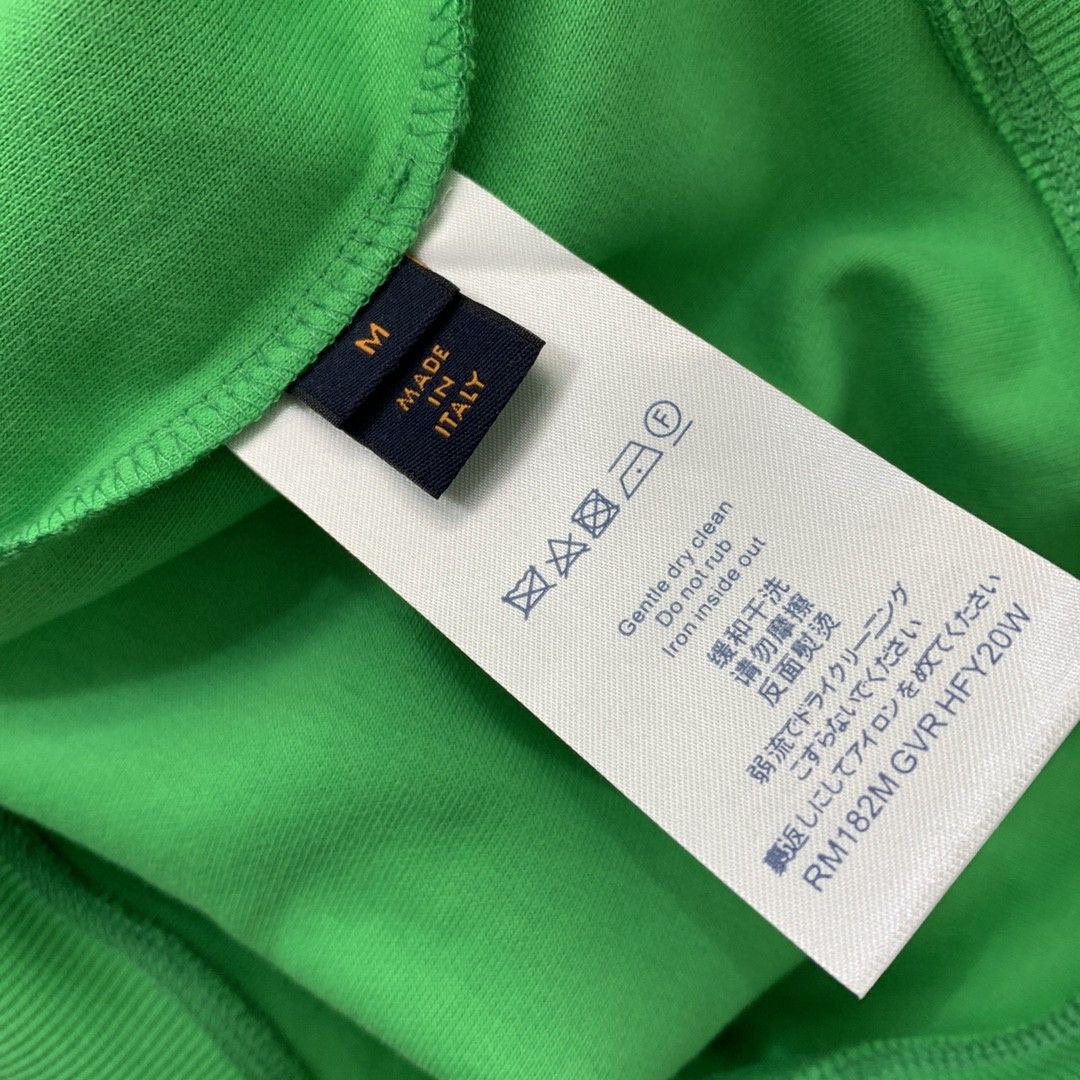 M
MADE
IN
ITALY
F
Gentle dry clean
Do not rub
Iron inside out
缓和干洗
请勿摩擦
反面熨烫
弱流でドライクリーニング
こすらないでください
裏返しにしてアイロンをめてください
RM182M GVR HFY20W